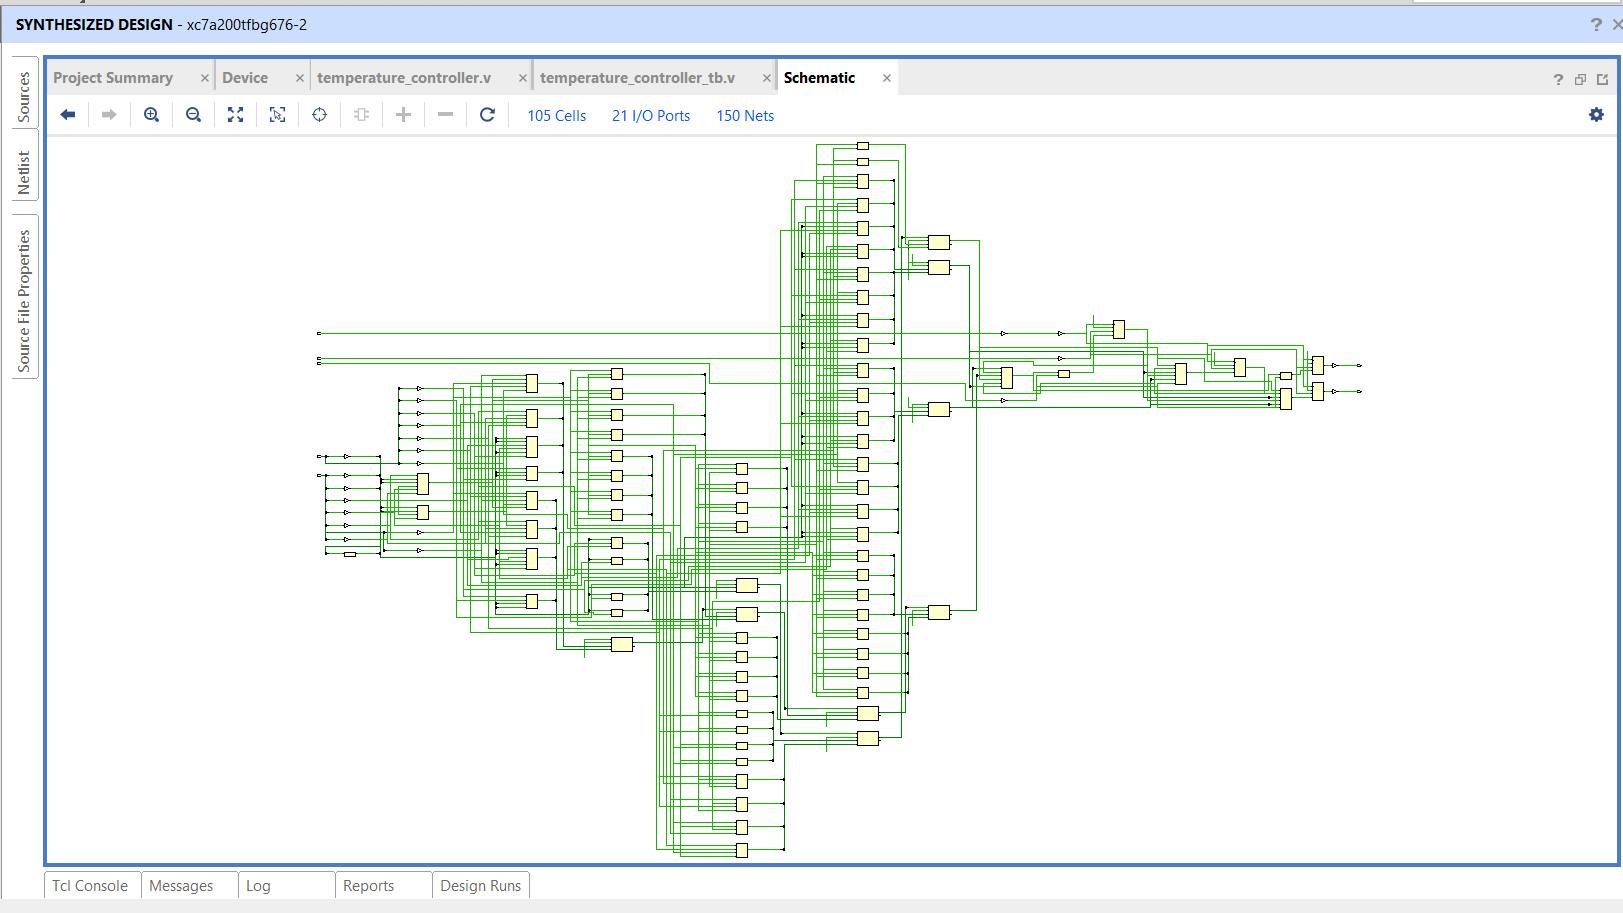 SYNTHESIZED DESIGN - xc7a200tfbg676-2
Sources
Netlist
Source File Properties
Project Summary
Device
temperature_controller.v
temperature_controller_tb.v
Schematic
105 Cells
21 I/O Ports
150 Nets
Tcl Console
Messages
Log
Reports
Design Runs